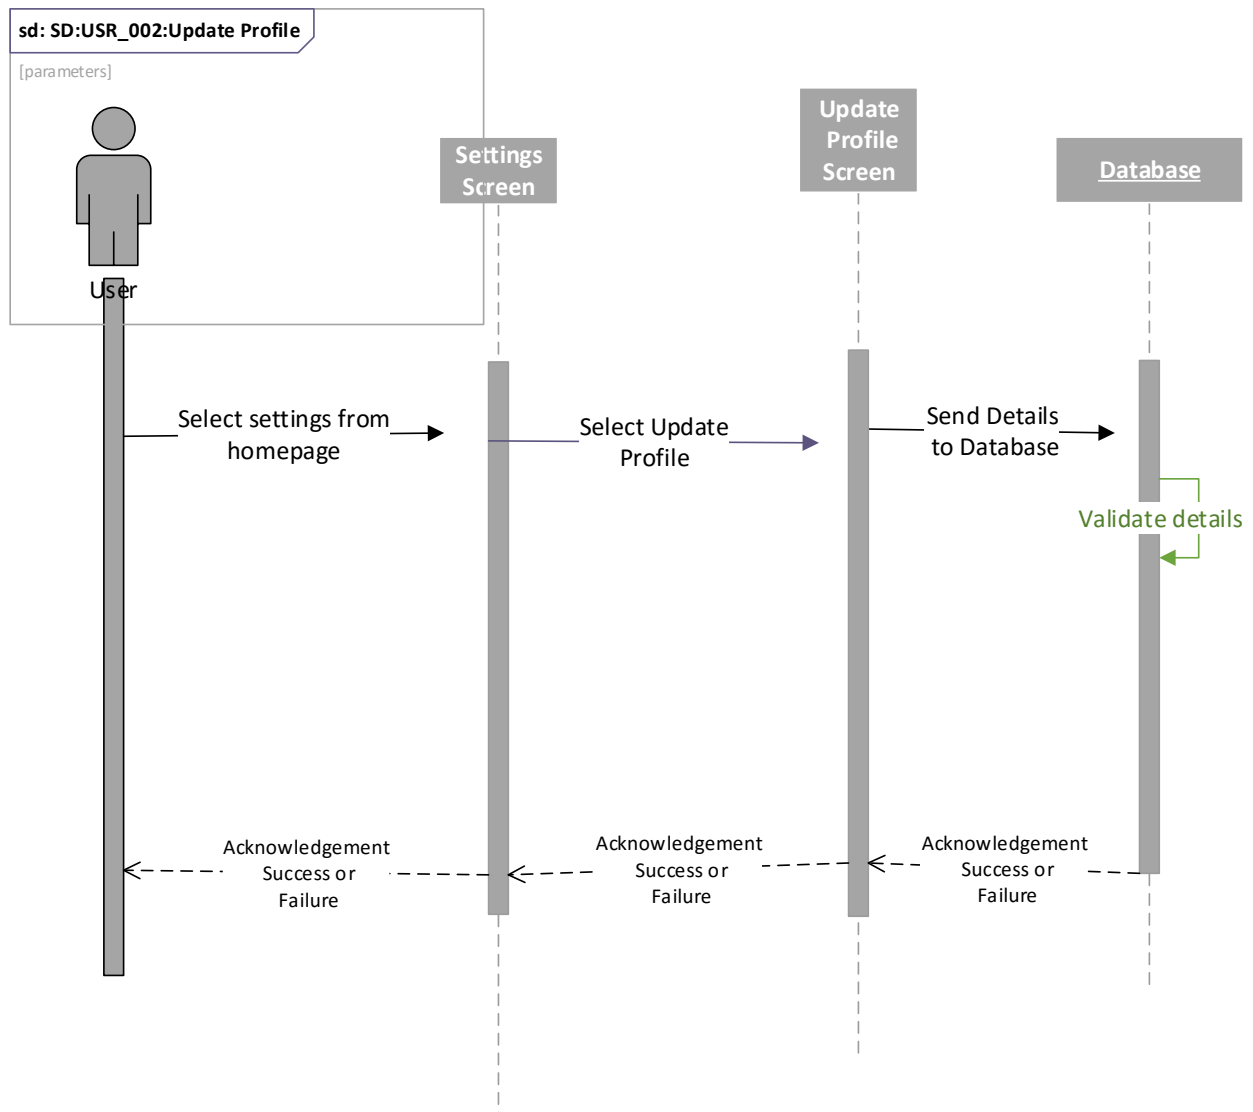 sd: SD:USR_002:Update Profile
[parameters]
User
Settings
Screen
Update
Profile
Screen
Database
Select settings from
homepage
Select Update
Profile
Send Details
to Database
Validate details
Acknowledgement
Success or
Failure
Acknowledgement
Success or
Failure
Acknowledgement
Success or
Failure